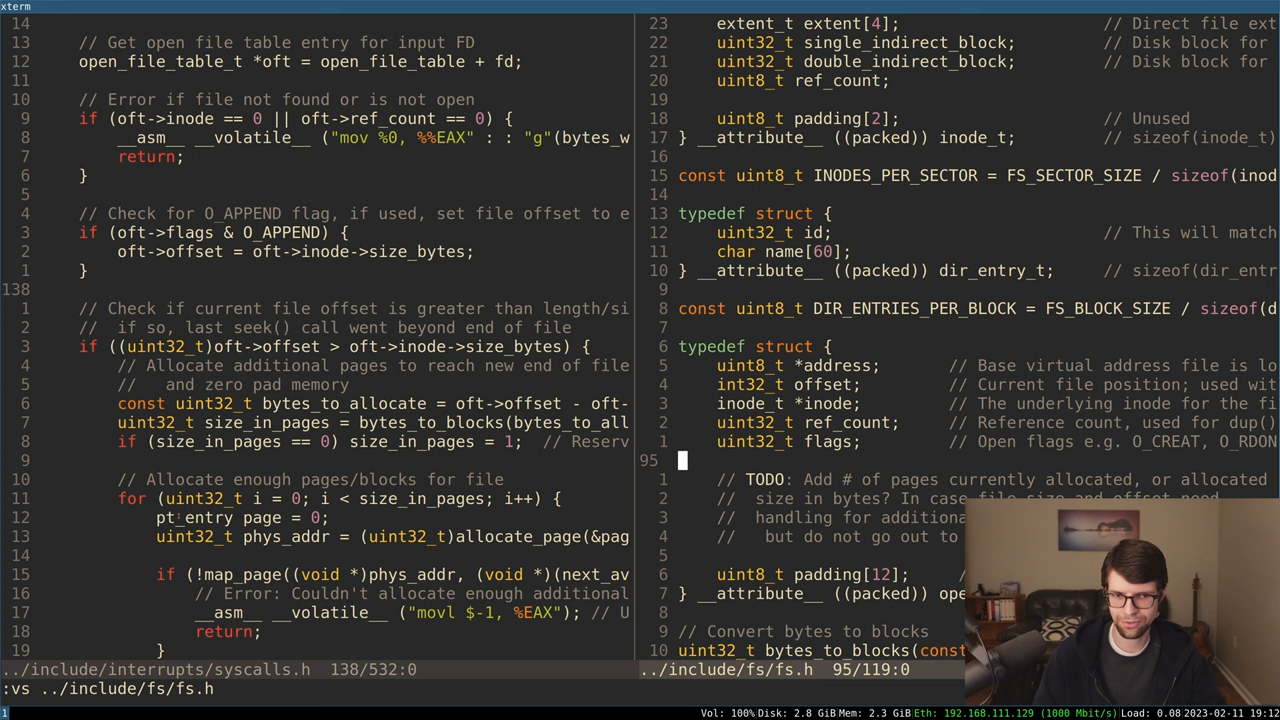 xterm
14
13 // Get open file table entry for input FD
12 open_file_table_t *oft = open_file_table + fd;
11
10 // Error if file not found or is not open
9 if (oft->inode == 0 || oft->ref_count == 0) {
8 __asm__ __volatile__ ("mov %0, %%EAX" : : "g"(bytes_w
7 return;
6 }
5
4 // Check for O_APPEND flag, if used, set file offset to e
3 if (oft->flags & O_APPEND) {
2 oft->offset = oft->inode->size_bytes;
1 }
138
1 // Check if current file offset is greater than length/si
2 // if so, last seek() call went beyond end of file
3 if ((uint32_t)oft->offset > oft->inode->size_bytes) {
4 // Allocate additional pages to reach new end of file
5 // and zero pad memory
6 const uint32_t bytes_to_allocate = oft->offset - oft-
7 uint32_t size_in_pages = bytes_to_blocks(bytes_to_all
8 if (size_in_pages == 0) size_in_pages = 1; // Reserv
9
10 // Allocate enough pages/blocks for file
11 for (uint32_t i = 0; i < size_in_pages; i++) {
12 pt_entry page = 0;
13 uint32_t phys_addr = (uint32_t)allocate_page(&pag
14
15 if (!map_page((void *)phys_addr, (void *)(next_av
16 // Error: Couldn't allocate enough additional
17 __asm__ __volatile__ ("movl $-1, %EAX"); // U
18 return;
19 }
../include/interrupts/syscalls.h 138/532:0
23 extent_t extent[4]; // Direct file ext
22 uint32_t single_indirect_block; // Disk block for
21 uint32_t double_indirect_block; // Disk block for
20 uint8_t ref_count;
19
18 uint8_t padding[2]; // Unused
17 } __attribute__ ((packed)) inode_t; // sizeof(inode_t)
16
15 const uint8_t INODES_PER_SECTOR = FS_SECTOR_SIZE / sizeof(inod
14
13 typedef struct {
12 uint32_t id; // This will match
11 char name[60];
10 } __attribute__ ((packed)) dir_entry_t; // sizeof(dir_entr
9
8 const uint8_t DIR_ENTRIES_PER_BLOCK = FS_BLOCK_SIZE / sizeof(d
7
6 typedef struct {
5 uint8_t *address; // Base virtual address file is lo
4 int32_t offset; // Current file position; used wit
3 inode_t *inode; // The underlying inode for the fi
2 uint32_t ref_count; // Reference count, used for dup()
1 uint32_t flags; // Open flags e.g. O_CREAT, O_RDON
95
1 // TODO: Add # of pages currently allocated, or allocated
2 // size in bytes? In case file size and offset need
3 // handling for additiona
4 // but do not go out to
5
6 uint8_t padding[12]; /
7 } __attribute__ ((packed)) ope
8
9 // Convert bytes to blocks
10 uint32_t bytes_to_blocks(const
../include/fs/fs.h 95/119:0
:vs ../include/fs/fs.h
1 Vol: 100% Disk: 2.8 GiB Mem: 2.3 GiB Eth: 192.168.111.129 (1000 Mbit/s) Load: 0.08 2023-02-11 19:12